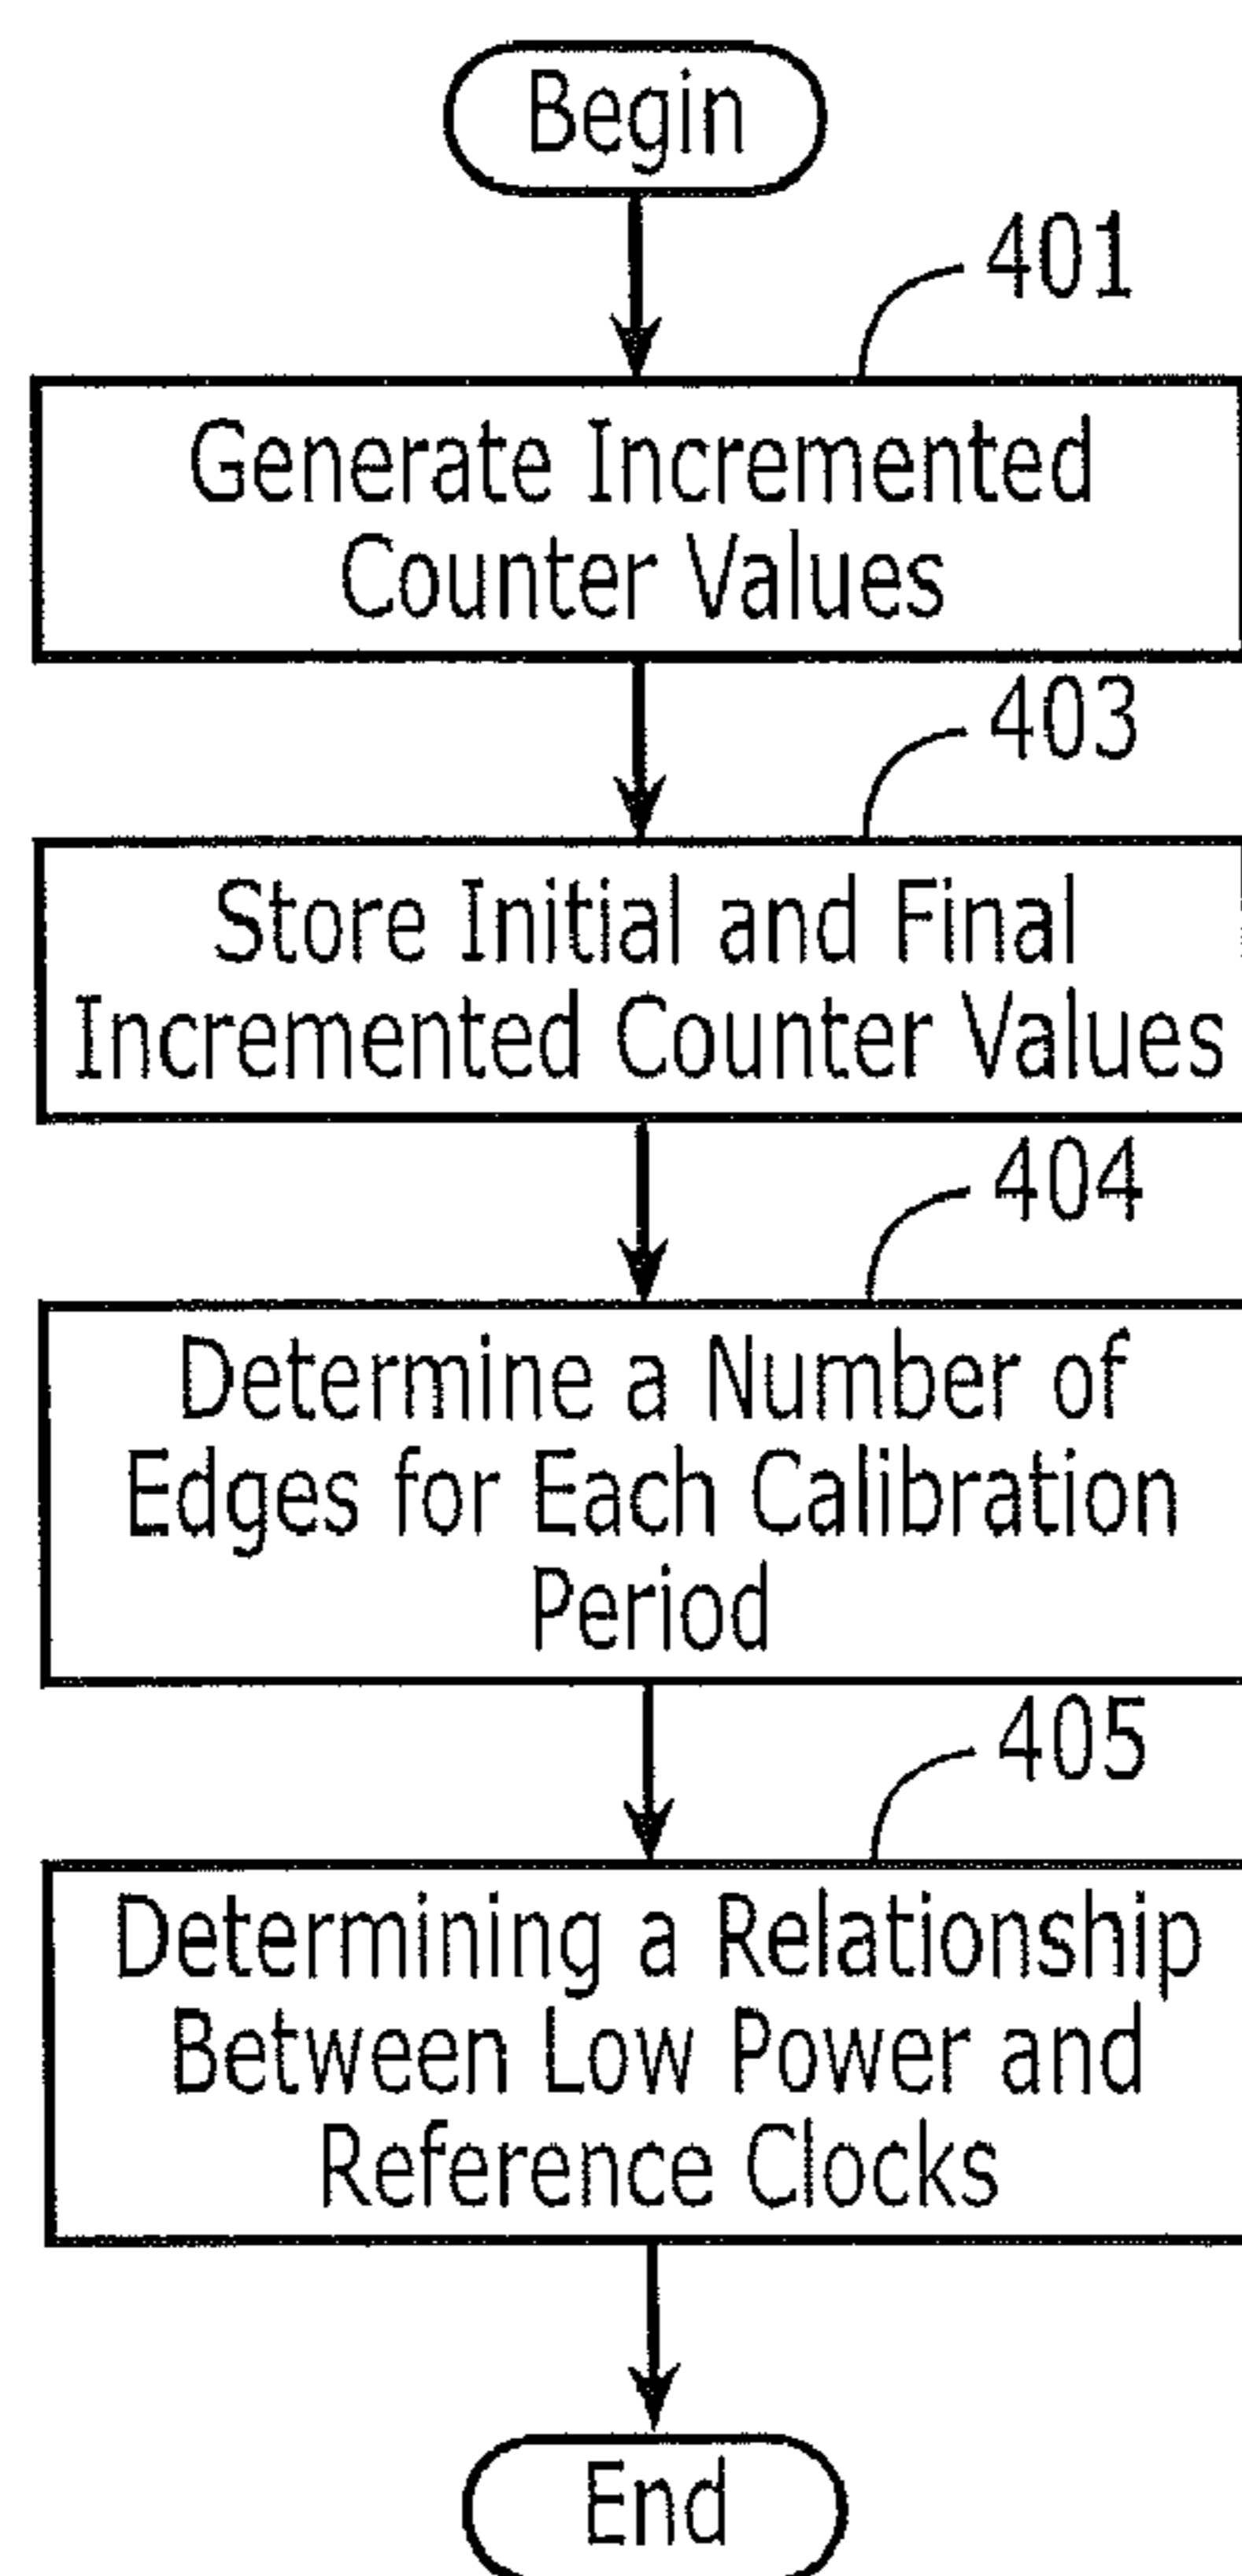 Begin
401
Generate Incremented
Counter Values
403
Store Initial and Final
Incremented Counter Values
404
Determine a Number of
Edges for Each Calibration
Period
405
Determining a Relationship
Between Low Power and
Reference Clocks
End